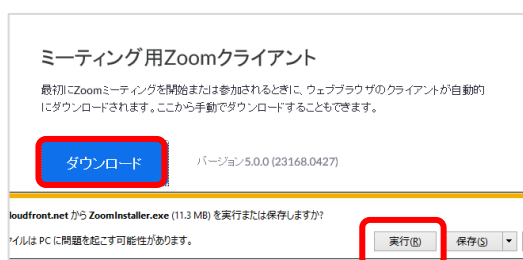 ミーティング用Zoomクライアント
最初にZoomミーティングを開始または参加されるときに、ウェブブラウザのクライアントが自動的
にダウンロードされます。ここから手動でダウンロードすることもできます。
ダウンロード
バージョン5.0.0 (23168.0427)
loudfront.net から ZoomInstaller.exe (11.3 MB) を実行または保存しますか?
イルは PC に問題を起こす可能性があります。
実行(R)
保存(S)